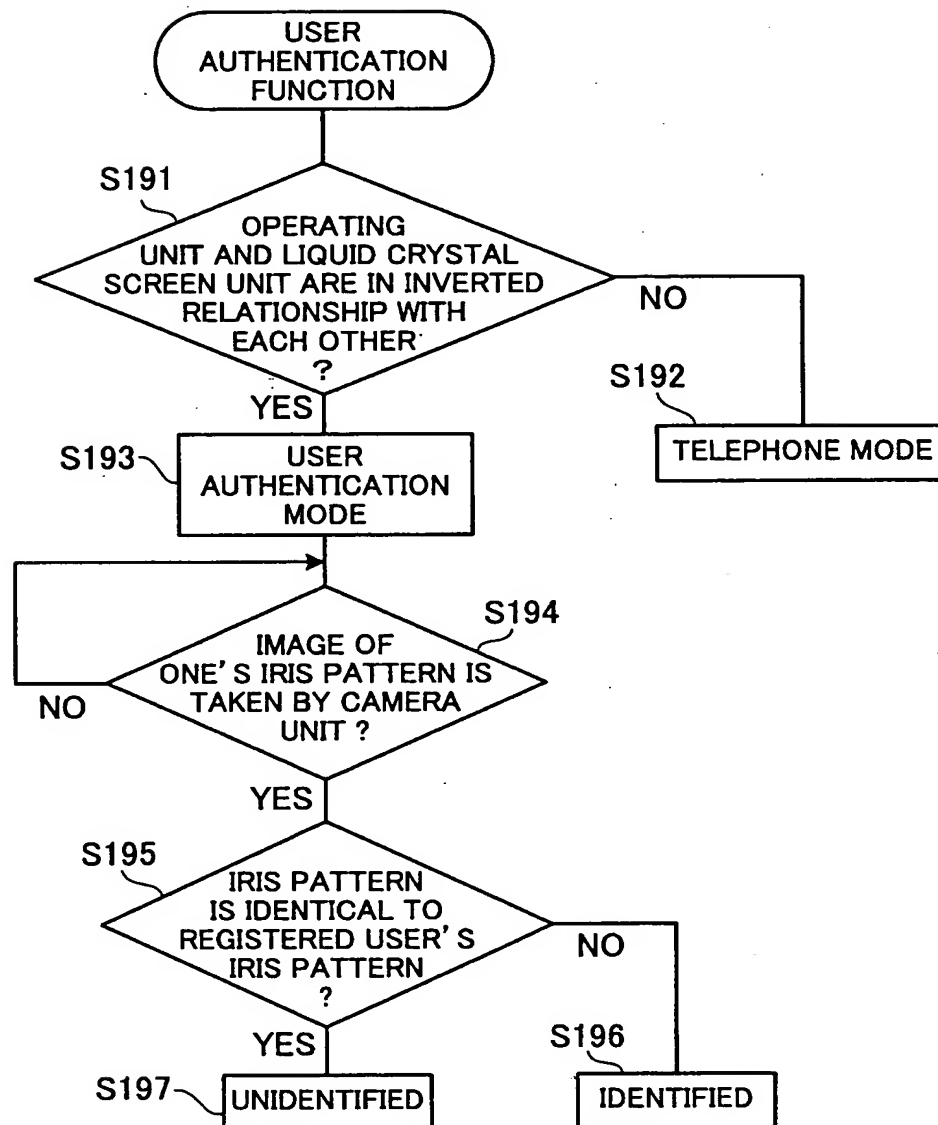 USER
AUTHENTICATION
FUNCTION
S191
OPERATING
UNIT AND LIQUID CRYSTAL
SCREEN UNIT ARE IN INVERTED
RELATIONSHIP WITH
EACH OTHER
?
NO
YES
S192
TELEPHONE MODE
S193
USER
AUTHENTICATION
MODE
S194
IMAGE OF
ONE'S IRIS PATTERN IS
TAKEN BY CAMERA
UNIT ?
NO
YES
S195
IRIS PATTERN
IS IDENTICAL TO
REGISTERED USER'S
IRIS PATTERN
?
NO
YES
S196
IDENTIFIED
S197
UNIDENTIFIED